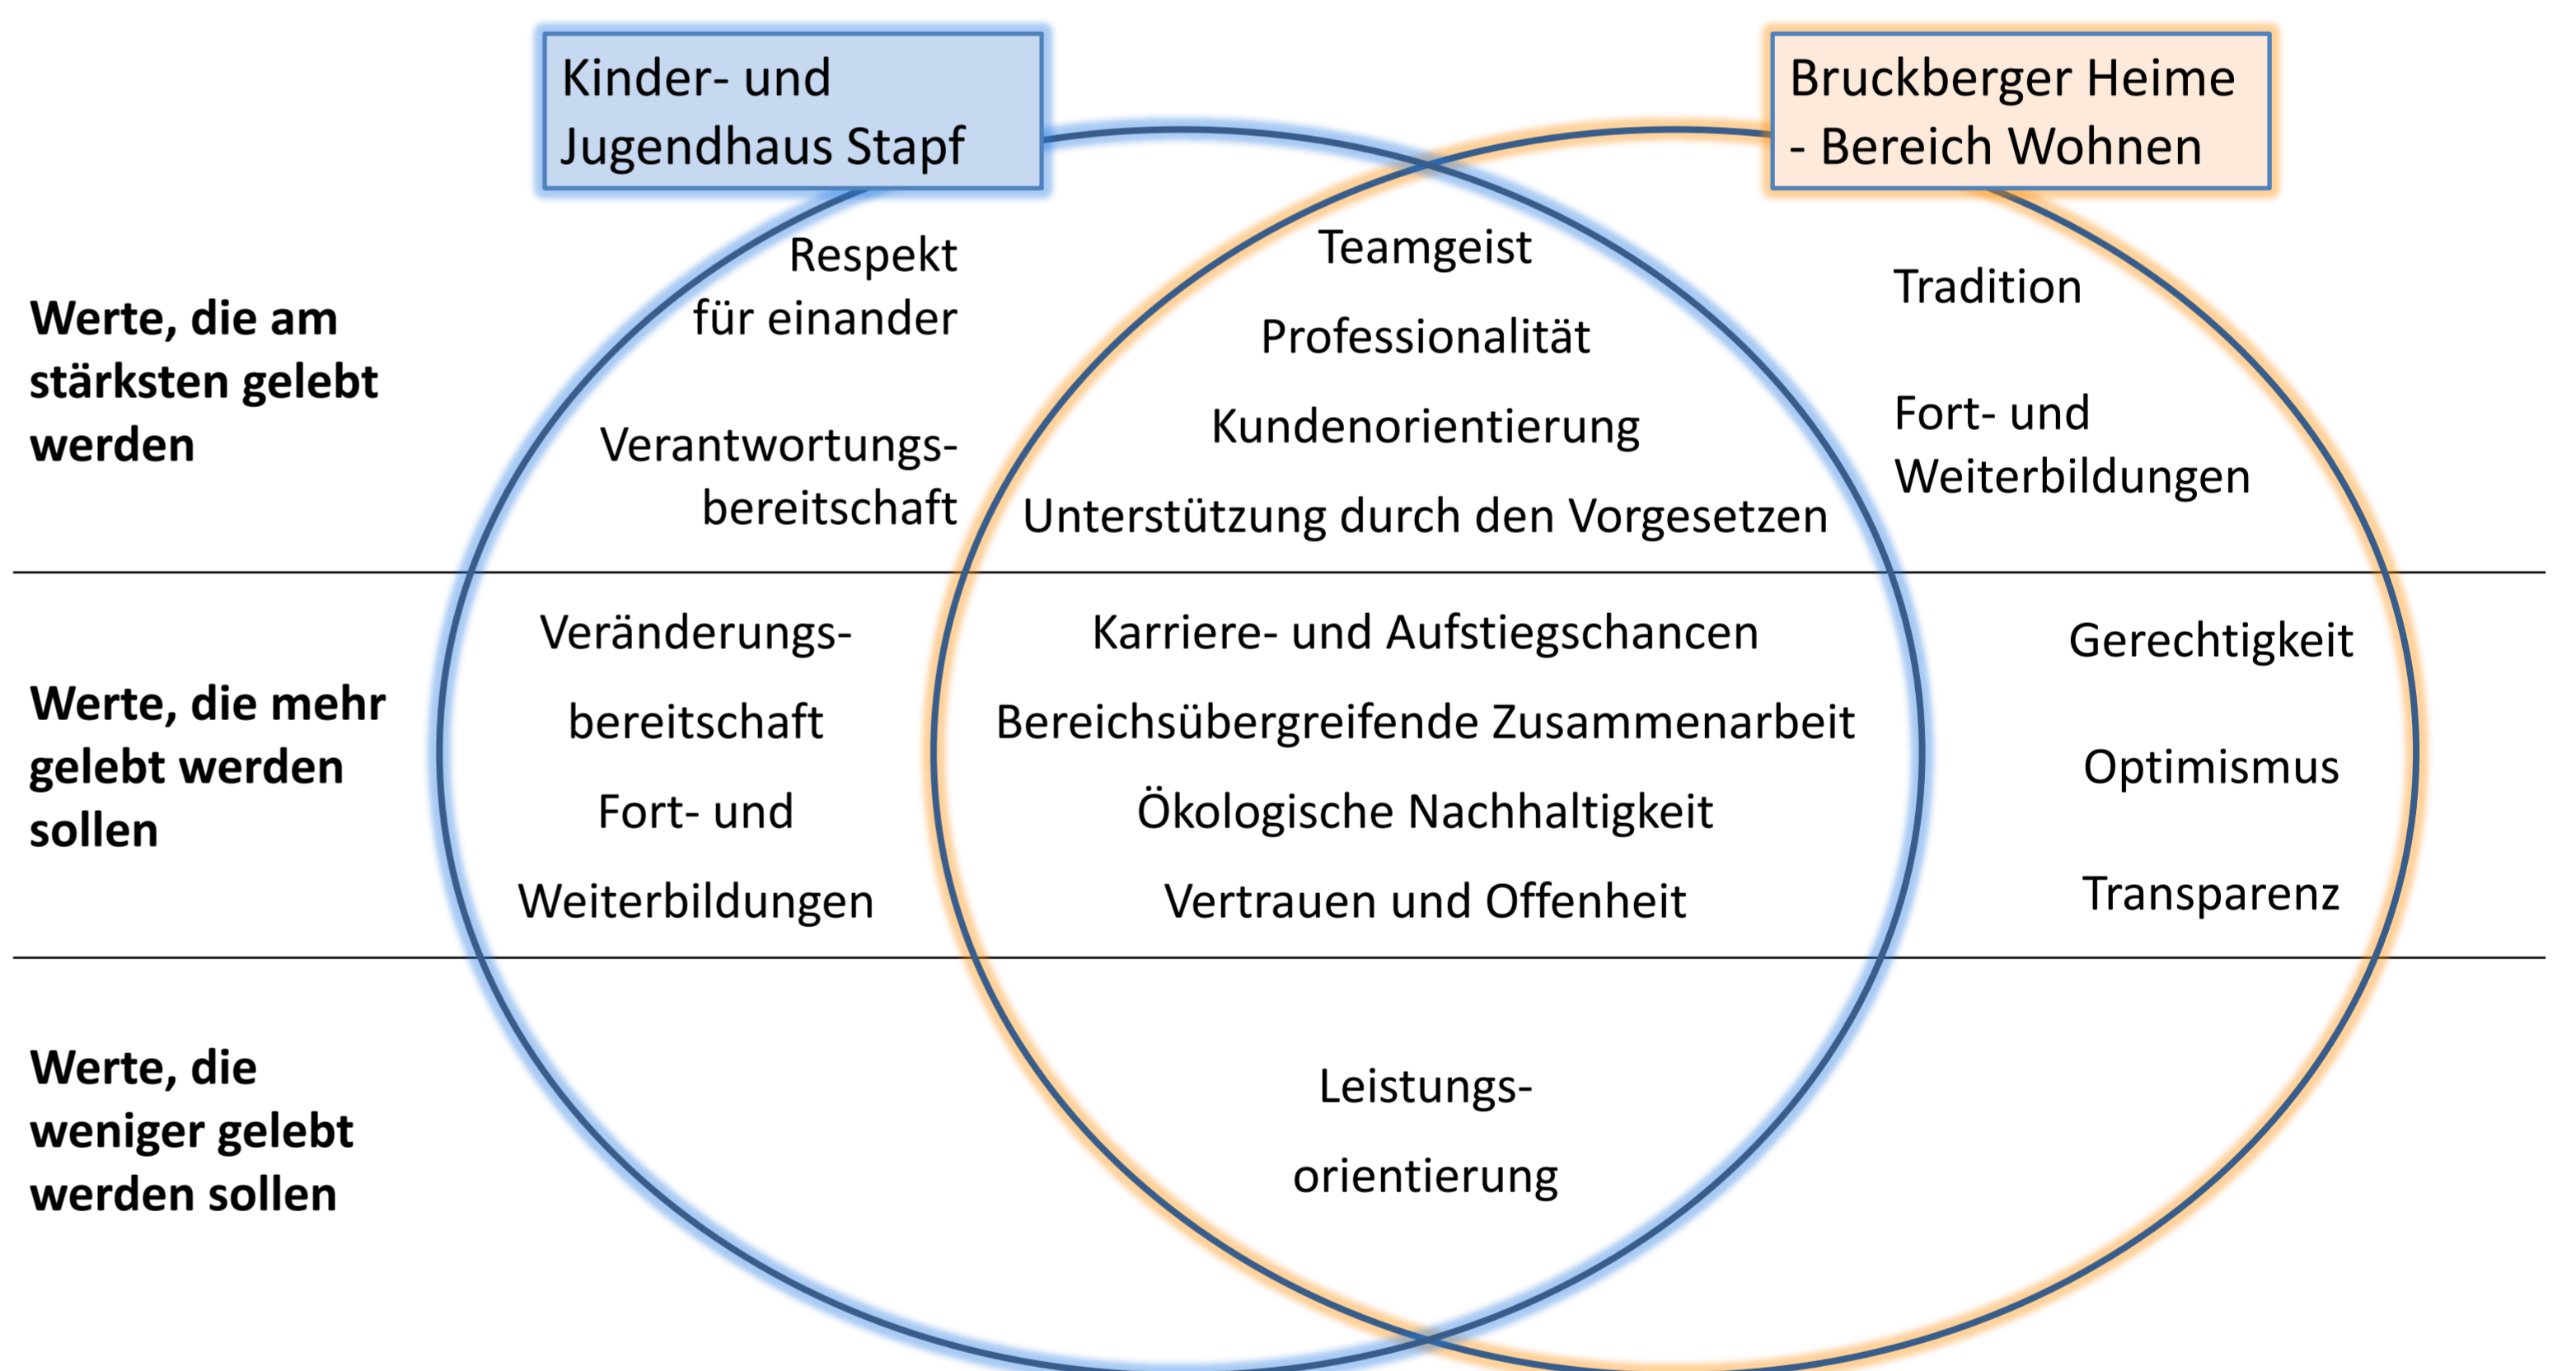 Kinder- und
Jugendhaus Stapf
Bruckberger Heime
- Bereich Wohnen
Werte, die am
stärksten gelebt
werden
Respekt
für einander
Verantwortungs-
bereitschaft
Teamgeist
Professionalität
Kundenorientierung
Unterstützung durch den Vorgesetzen
Tradition
Fort- und
Weiterbildungen
Werte, die mehr
gelebt werden
sollen
Veränderungs-
bereitschaft
Fort- und
Weiterbildungen
Karriere- und Aufstiegschancen
Bereichsübergreifende Zusammenarbeit
Ökologische Nachhaltigkeit
Vertrauen und Offenheit
Gerechtigkeit
Optimismus
Transparenz
Werte, die
weniger gelebt
werden sollen
Leistungs-
orientierung